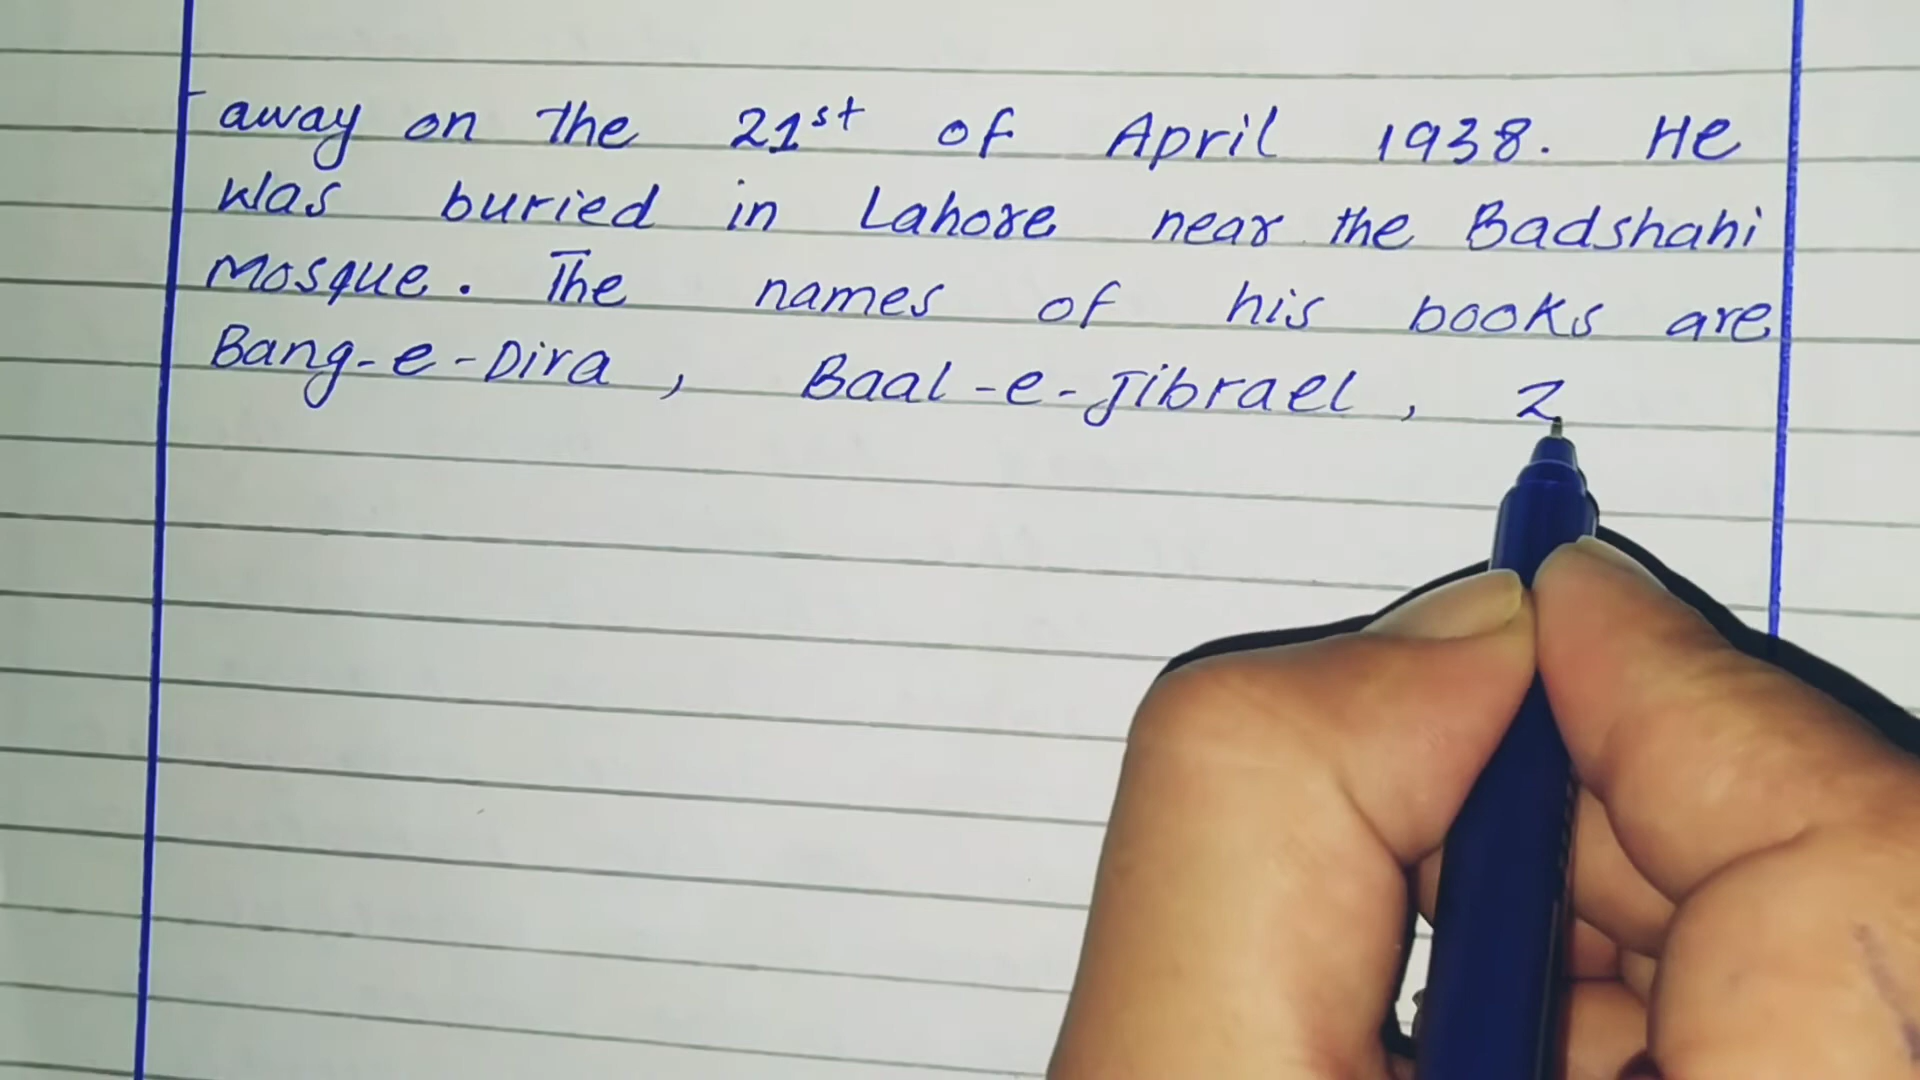 away on the 21st of April 1938. He
was buried in Lahore near the Badshahi
Mosque. The names of his books are
Bang-e-Dira, Baal-e-Jibrael, Z